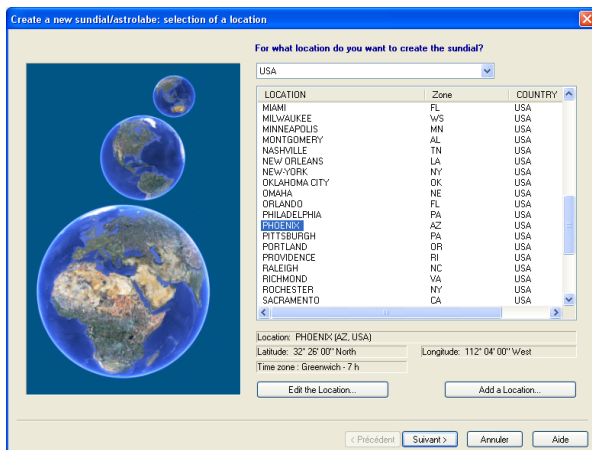 Create a new sundial/astrolabe: selection of a location
For what location do you want to create the sundial?
USA
LOCATION Zone COUNTRY
MIAMI FL USA
MILWAUKEE WS USA
MINNEAPOLIS MN USA
MONTGOMERY AL USA
NASHVILLE TN USA
NEW ORLEANS LA USA
NEW-YORK NY USA
OKLAHOMA CITY OK USA
OMAHA NE USA
ORLANDO FL USA
PHILADELPHIA PA USA
PHOENIX AZ USA
PITTSBURGH PA USA
PORTLAND OR USA
PROVIDENCE RI USA
RALEIGH NC USA
RICHMOND VA USA
ROCHESTER NY USA
SACRAMENTO CA USA
Location: PHOENIX (AZ, USA)
Latitude: 32° 26' 00" North Longitude: 112° 04' 00" West
Time zone : Greenwich - 7 h
Edit the Location... Add a Location...
< Précédent Suivant > Annuler Aide